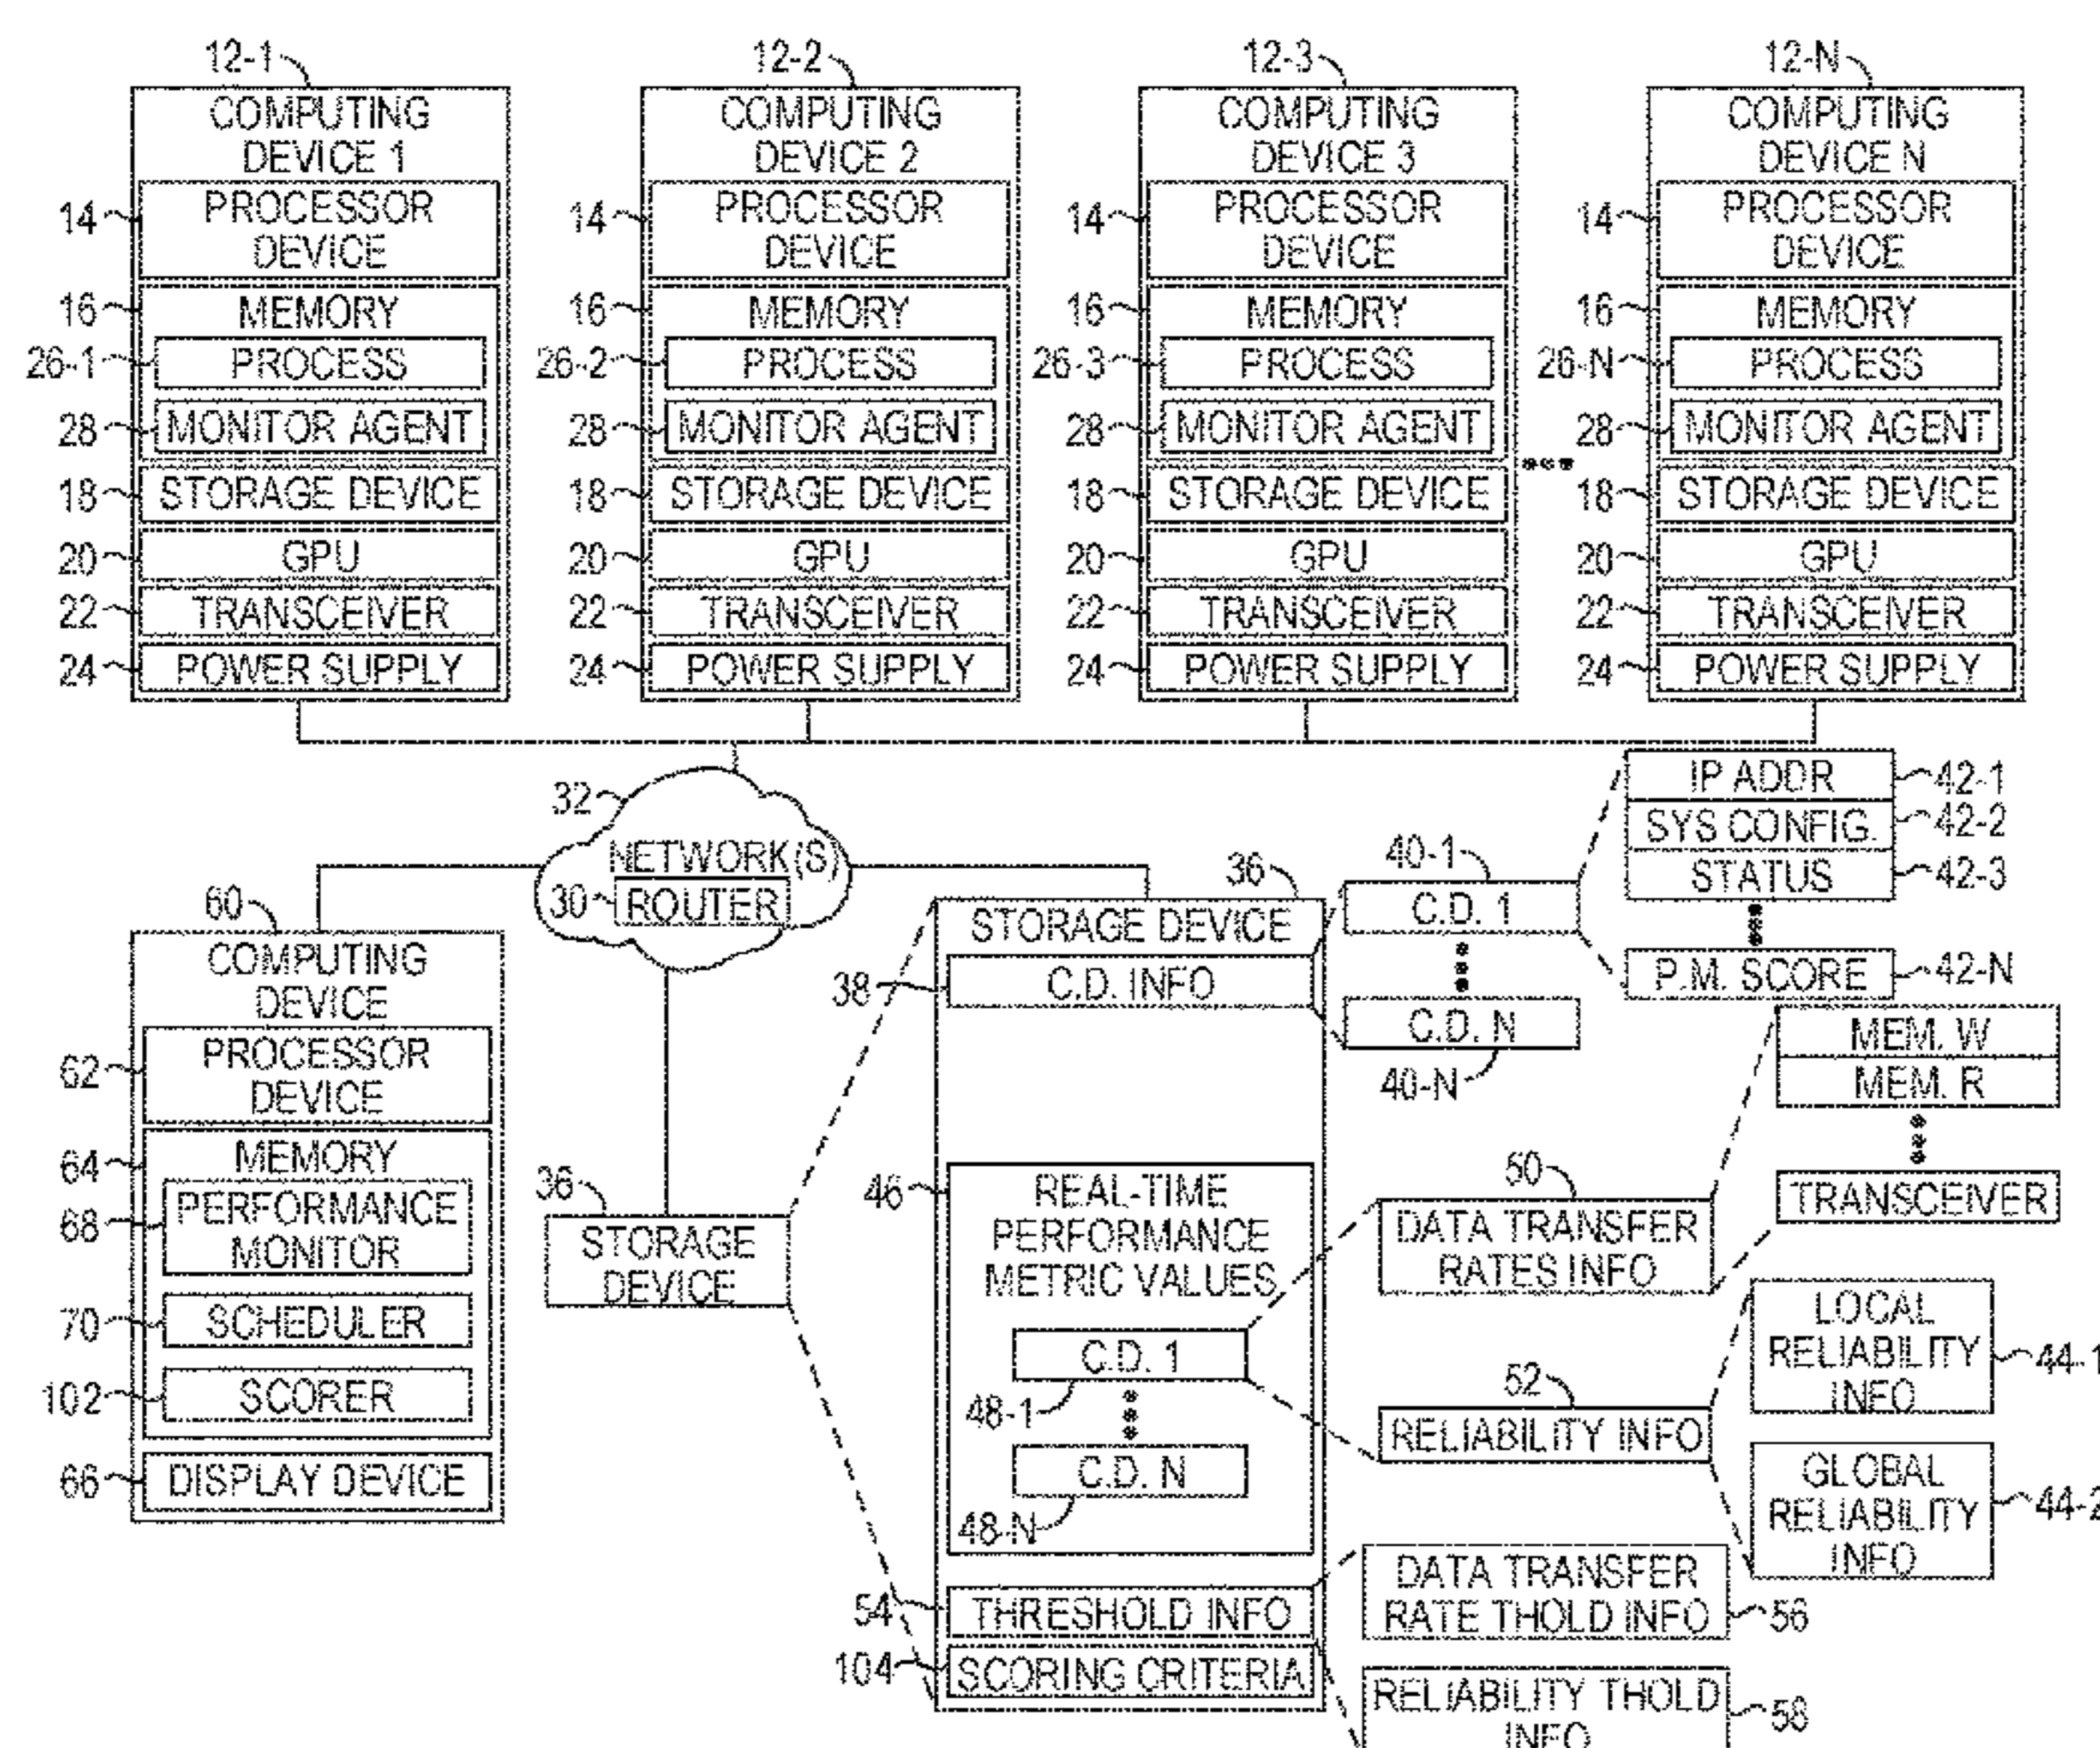 12-1
COMPUTING
DEVICE 1
14
PROCESSOR
DEVICE
16
MEMORY
26-1
PROCESS
28
MONITOR AGENT
18
STORAGE DEVICE
20
GPU
22
TRANSCEIVER
24
POWER SUPPLY
12-2
COMPUTING
DEVICE 2
14
PROCESSOR
DEVICE
16
MEMORY
26-2
PROCESS
28
MONITOR AGENT
18
STORAGE DEVICE
20
GPU
22
TRANSCEIVER
24
POWER SUPPLY
12-3
COMPUTING
DEVICE 3
14
PROCESSOR
DEVICE
16
MEMORY
26-3
PROCESS
28
MONITOR AGENT
18
STORAGE DEVICE
20
GPU
22
TRANSCEIVER
24
POWER SUPPLY
12-N
COMPUTING
DEVICE N
14
PROCESSOR
DEVICE
16
MEMORY
26-N
PROCESS
28
MONITOR AGENT
18
STORAGE DEVICE
20
GPU
22
TRANSCEIVER
24
POWER SUPPLY
32
NETWORK(S)
30
ROUTER
60
COMPUTING
DEVICE
62
PROCESSOR
DEVICE
64
MEMORY
68
PERFORMANCE
MONITOR
70
SCHEDULER
102
SCORER
66
DISPLAY DEVICE
36
STORAGE
DEVICE
36
STORAGE DEVICE
38
C.D. INFO
46
REAL-TIME
PERFORMANCE
METRIC VALUES
C.D. 1
48-1
C.D. N
48-N
54
THRESHOLD INFO
104
SCORING CRITERIA
40-1
C.D. 1
C.D. N
40-N
IP ADDR
42-1
SYS CONFIG.
42-2
STATUS
42-3
P.M. SCORE
42-N
MEM. W
MEM. R
TRANSCEIVER
50
DATA TRANSFER
RATES INFO
52
RELIABILITY INFO
LOCAL
RELIABILITY
INFO
44-1
GLOBAL
RELIABILITY
INFO
44-2
DATA TRANSFER
RATE THOLD INFO
56
RELIABILITY THOLD
INFO
58